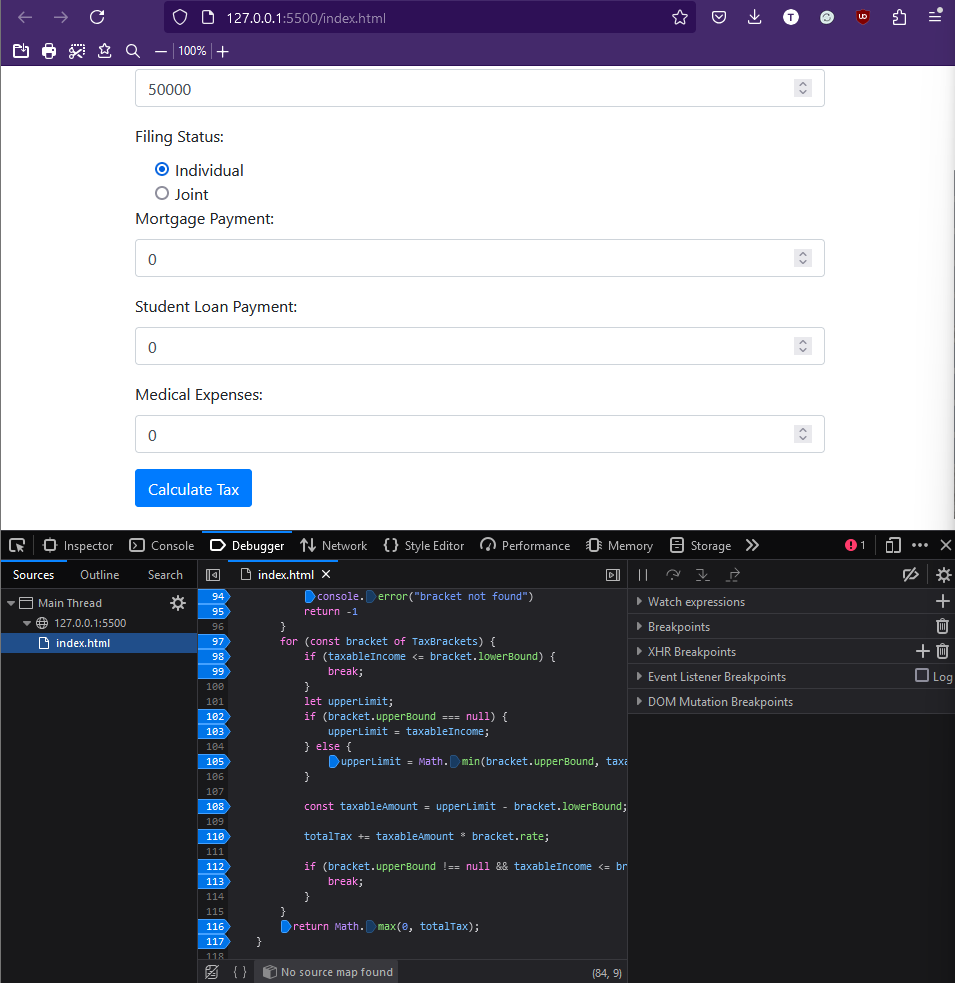 127.0.0.1:5500/index.html
T
UD
100%
50000
Filing Status:
Individual
Joint
Mortgage Payment:
0
Student Loan Payment:
0
Medical Expenses:
0
Calculate Tax
Inspector Console Debugger Network Style Editor Performance Memory Storage 1
Sources Outline Search
index.html
Main Thread
127.0.0.1:5500
index.html
94 console.error("bracket not found")
95 return -1
96 }
97 for (const bracket of TaxBrackets) {
98 if (taxableIncome <= bracket.lowerBound) {
99 break;
100 }
101 let upperLimit;
102 if (bracket.upperBound === null) {
103 upperLimit = taxableIncome;
104 } else {
105 upperLimit = Math.min(bracket.upperBound, taxa
106 }
107
108 const taxableAmount = upperLimit - bracket.lowerBound;
109
110 totalTax += taxableAmount * bracket.rate;
111
112 if (bracket.upperBound !== null && taxableIncome <= br
113 break;
114 }
115 }
116 return Math.max(0, totalTax);
117 }
118
{ } No source map found (84, 9)
Watch expressions
Breakpoints
XHR Breakpoints
Event Listener Breakpoints Log
DOM Mutation Breakpoints